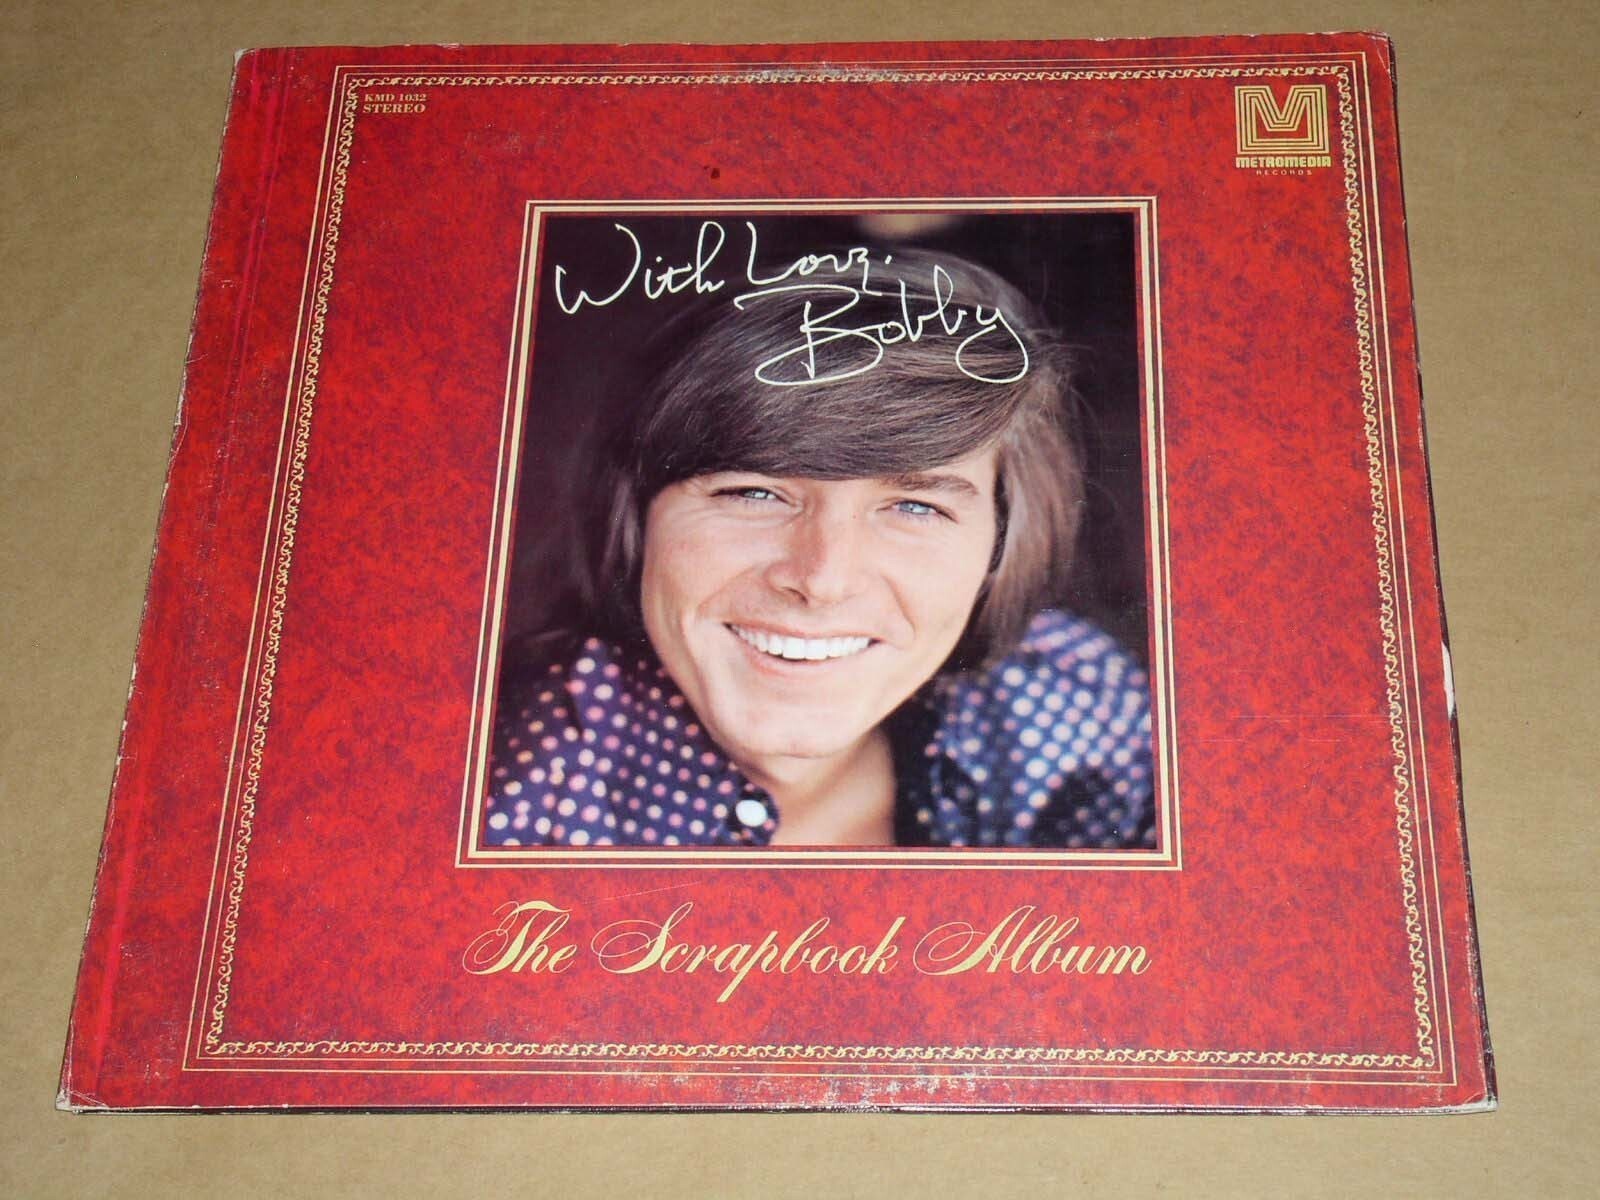 KMD 1032
STEREO
METROMEDIA
RECORDS
With Love,
Bobby
The Scrapbook Album